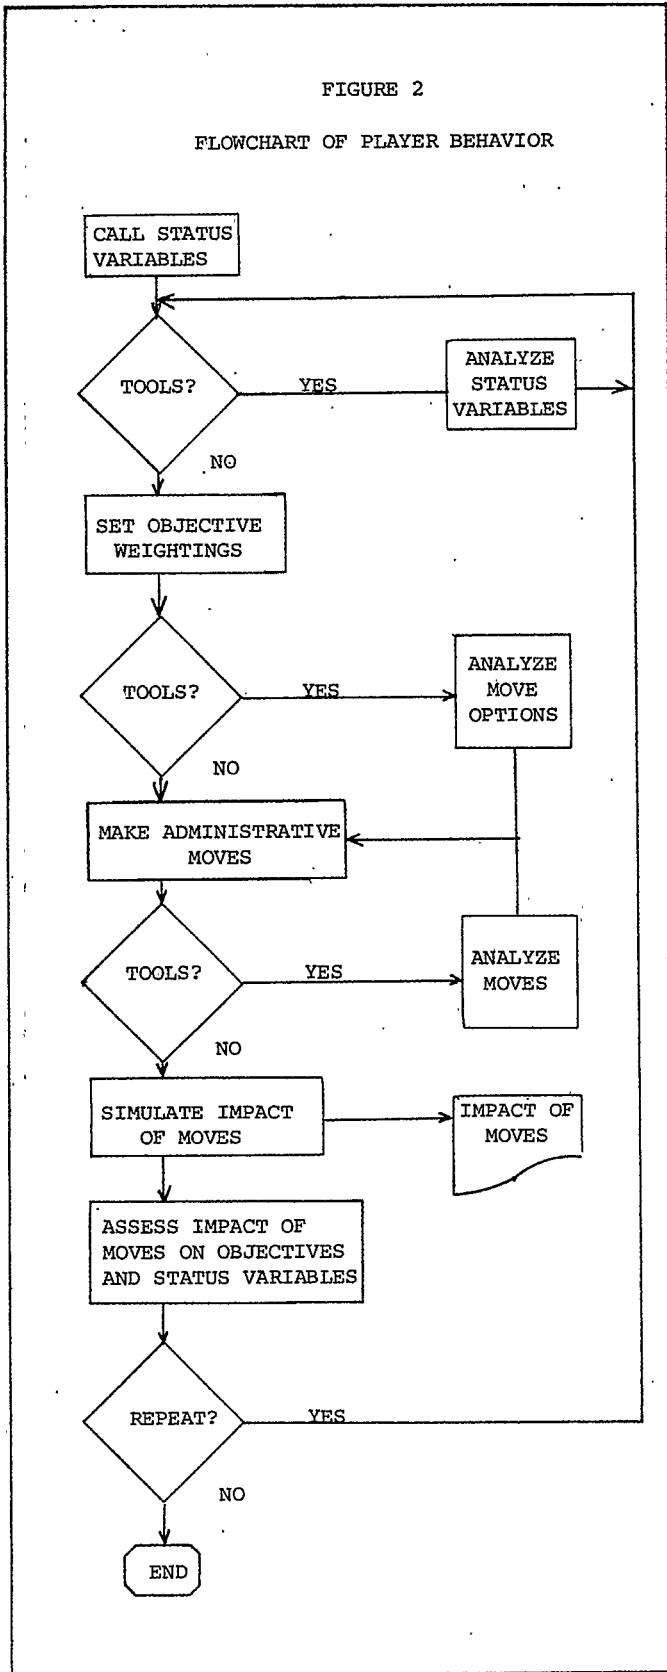 FIGURE 2
FLOWCHART OF PLAYER BEHAVIOR
CALL STATUS
VARIABLES
TOOLS?
YES
ANALYZE
STATUS
VARIABLES
NO
SET OBJECTIVE
WEIGHTINGS
TOOLS?
YES
ANALYZE
MOVE
OPTIONS
NO
MAKE ADMINISTRATIVE
MOVES
TOOLS?
YES
ANALYZE
MOVES
NO
SIMULATE IMPACT
OF MOVES
IMPACT OF
MOVES
ASSESS IMPACT OF
MOVES ON OBJECTIVES
AND STATUS VARIABLES
REPEAT?
YES
NO
END